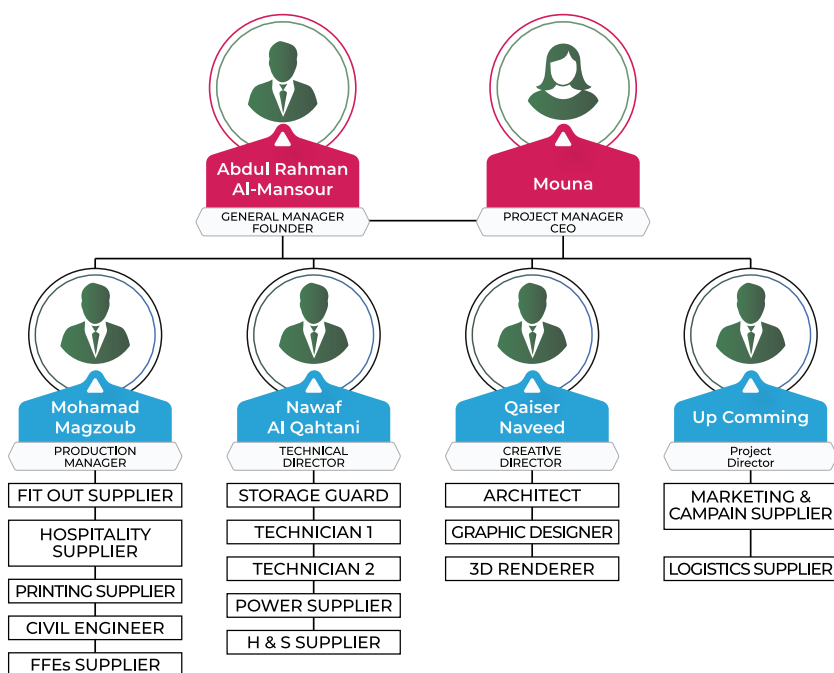 Abdul Rahman
Al-Mansour
GENERAL MANAGER
FOUNDER
Mouna
PROJECT MANAGER
CEO
Mohamad
Magzoub
PRODUCTION
MANAGER
FIT OUT SUPPLIER
HOSPITALITY
SUPPLIER
PRINTING SUPPLIER
CIVIL ENGINEER
FFEs SUPPLIER
Nawaf
Al Qahtani
TECHNICAL
DIRECTOR
STORAGE GUARD
TECHNICIAN 1
TECHNICIAN 2
POWER SUPPLIER
H & S SUPPLIER
Qaiser
Naveed
CREATIVE
DIRECTOR
ARCHITECT
GRAPHIC DESIGNER
3D RENDERER
Up Comming
Project
Director
MARKETING &
CAMPAIN SUPPLIER
LOGISTICS SUPPLIER